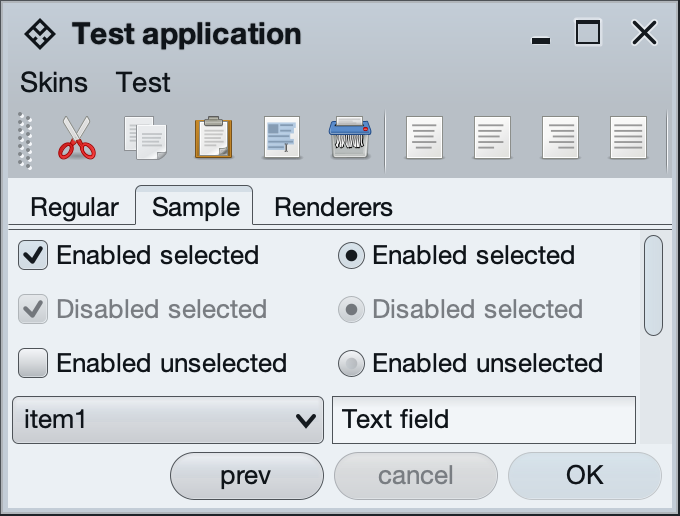 Test application
Skins Test
Regular Sample Renderers
Enabled selected Enabled selected
Disabled selected Disabled selected
Enabled unselected Enabled unselected
item1 Text field
prev cancel OK